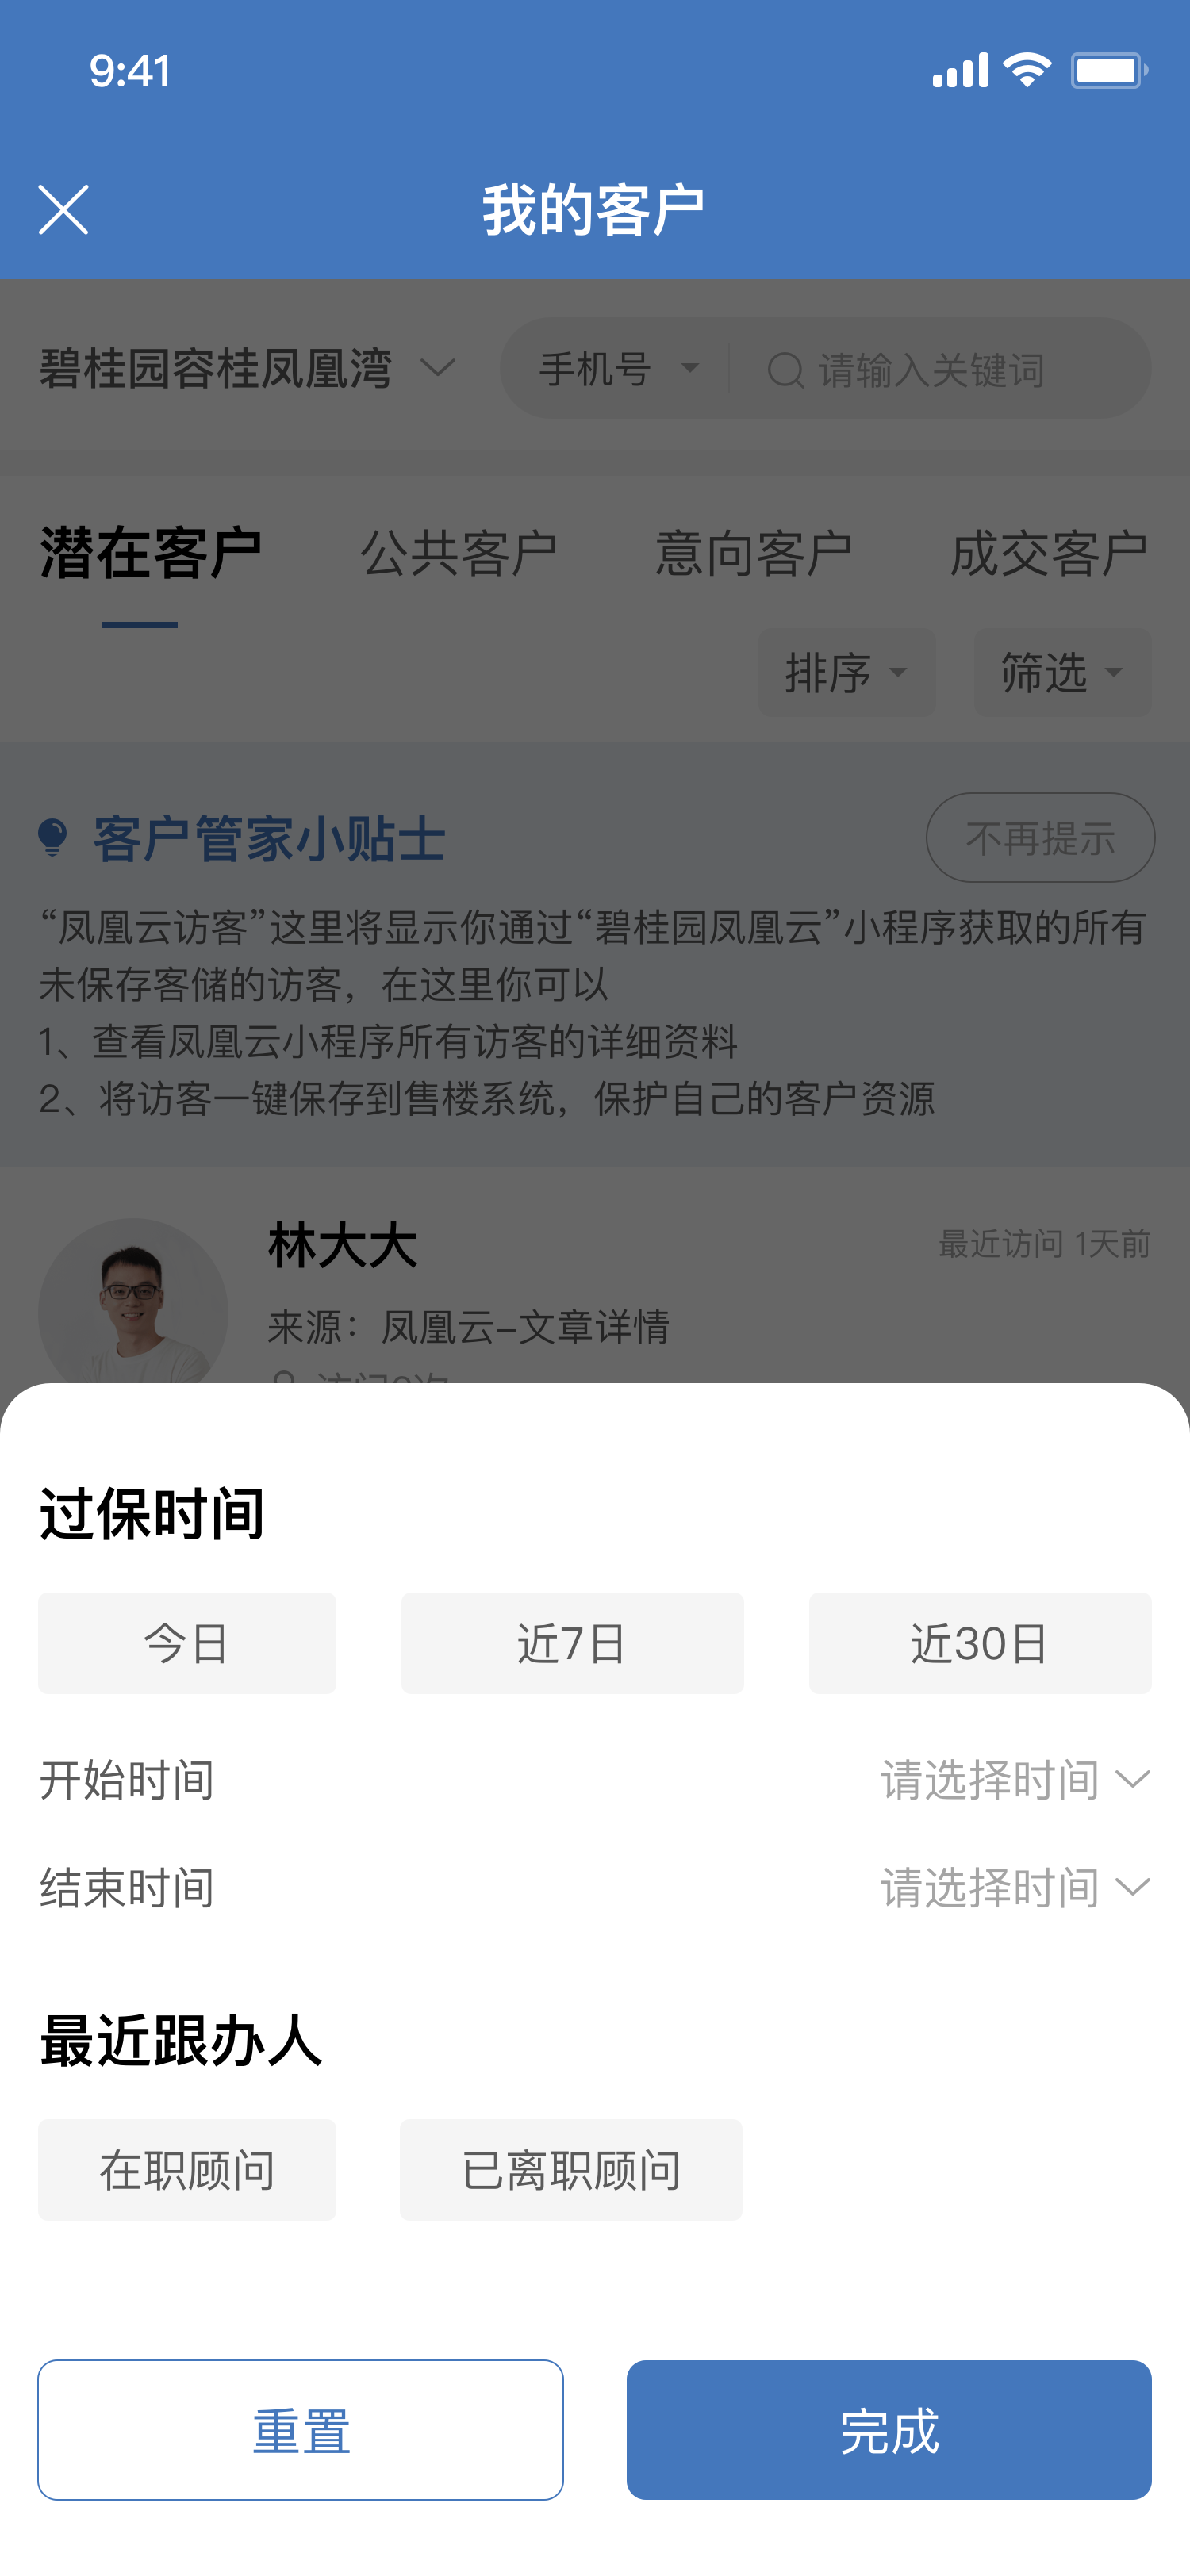 9:41
我的客户
碧桂园容桂凤凰湾 手机号 请输入关键词
潜在客户 公共客户 意向客户 成交客户
排序 筛选
客户管家小贴士 不再提示
“凤凰云访客”这里将显示你通过“碧桂园凤凰云”小程序获取的所有
未保存客储的访客，在这里你可以
1、查看凤凰云小程序所有访客的详细资料
2、将访客一键保存到售楼系统，保护自己的客户资源
林大大 最近访问 1天前
来源：凤凰云-文章详情
过保时间
今日 近7日 近30日
开始时间 请选择时间
结束时间 请选择时间
最近跟办人
在职顾问 已离职顾问
重置 完成